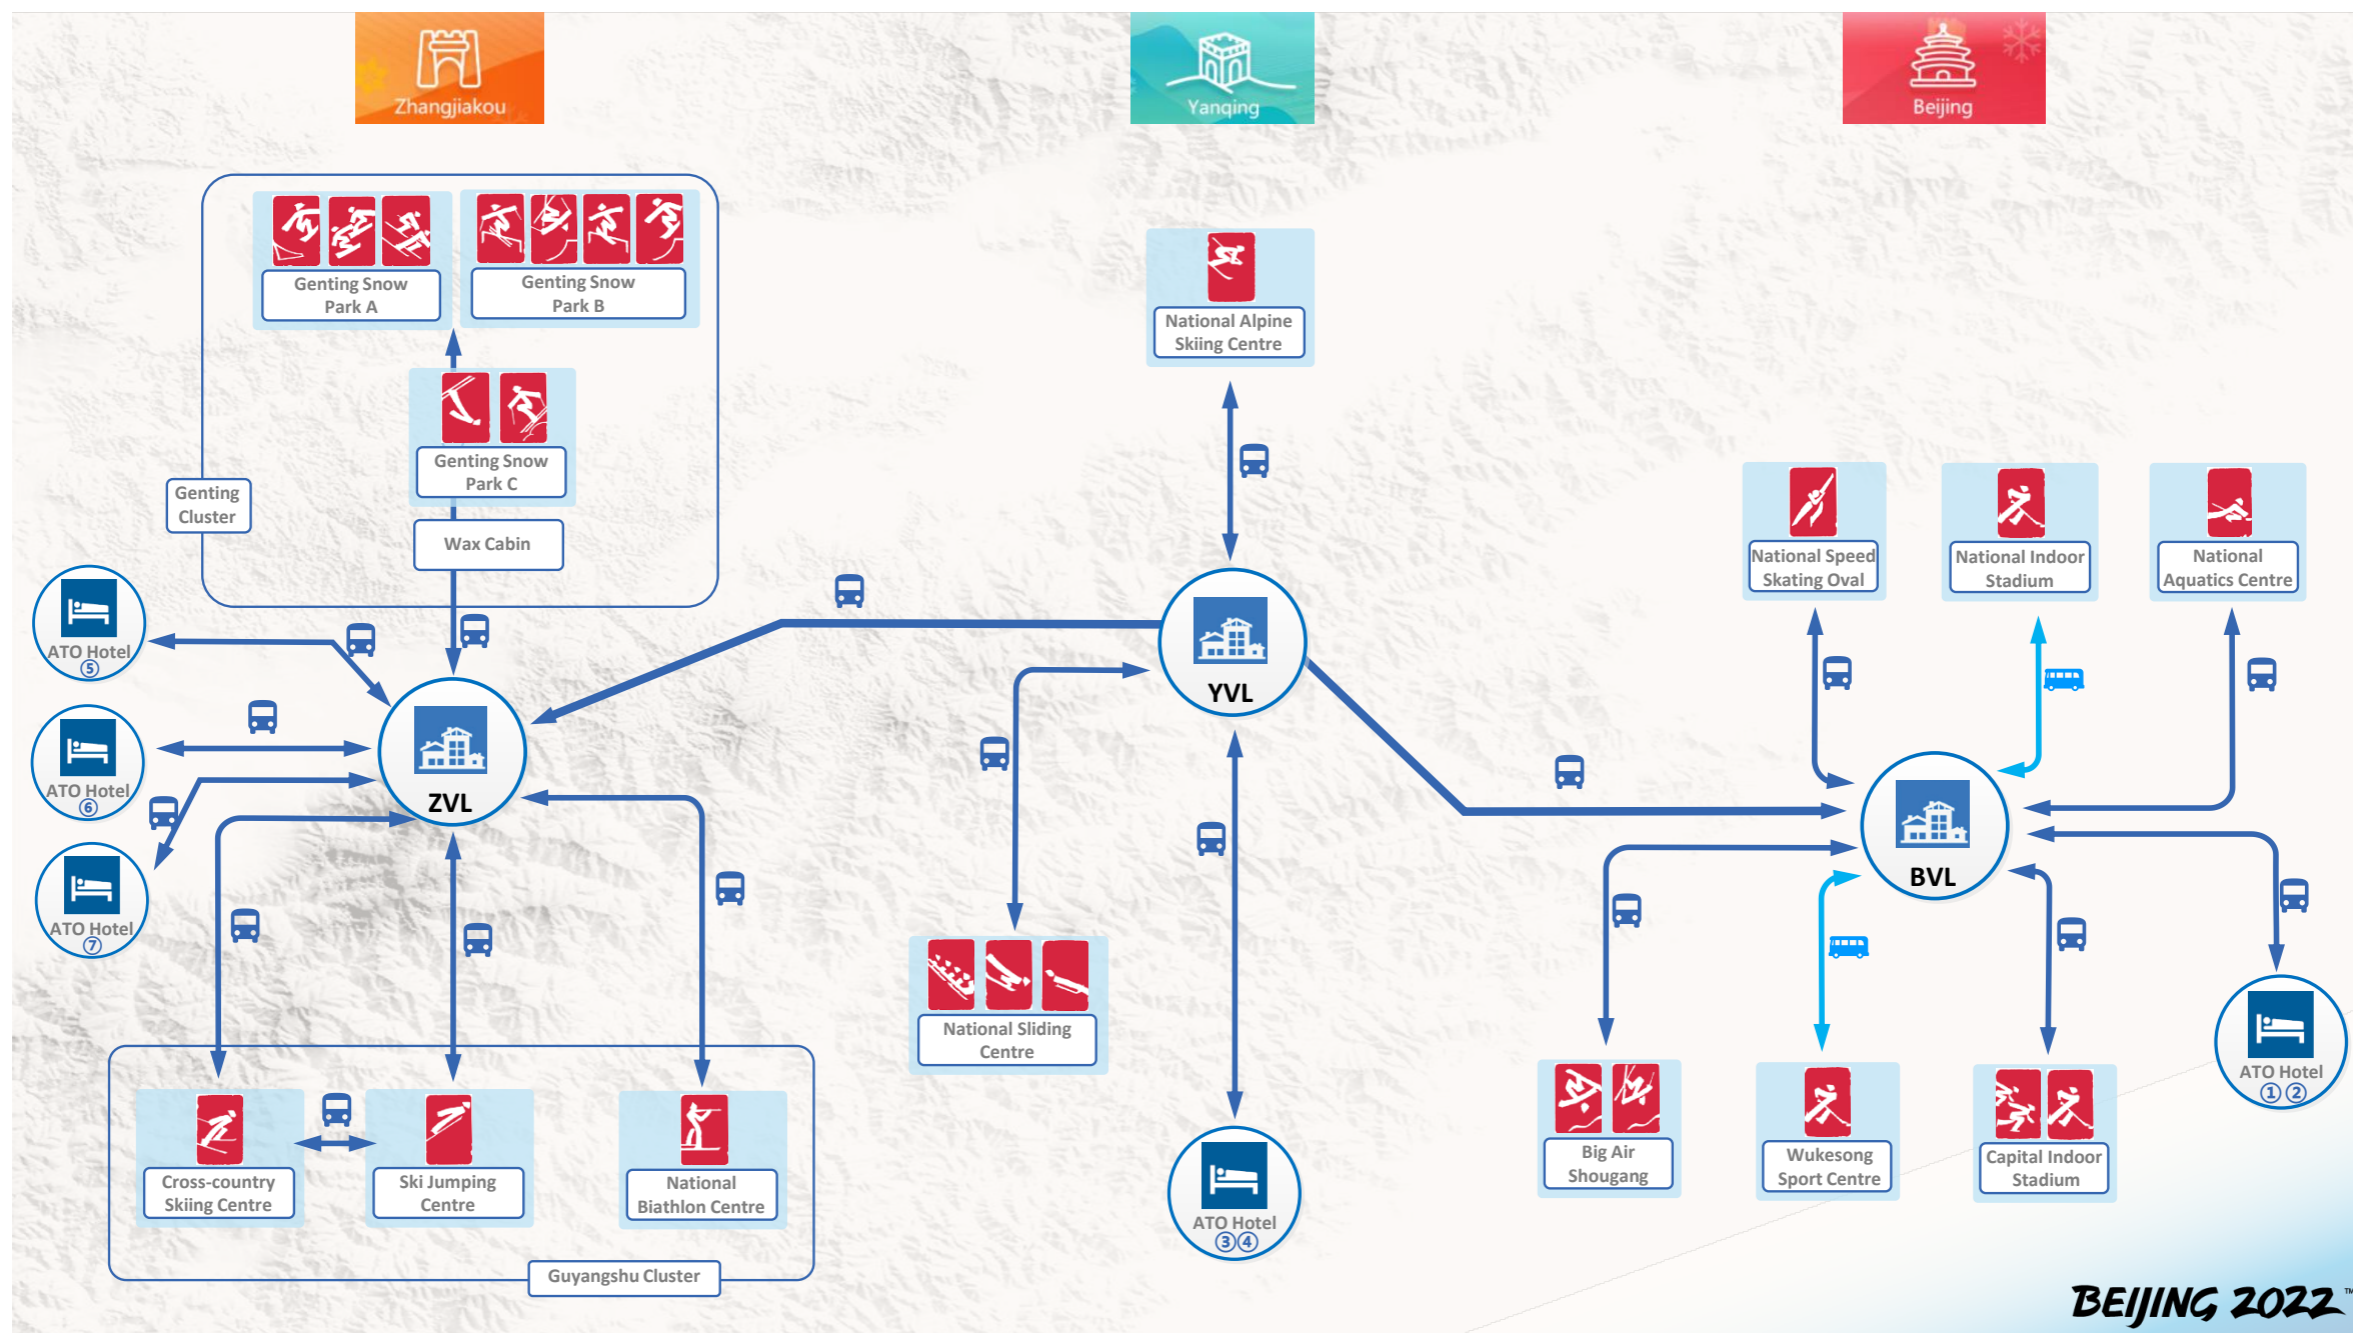 Zhangjiakou
Yanqing
Beijing
Genting Snow
Park A
Genting Snow
Park B
National Alpine
Skiing Centre
Genting Snow
Park C
Genting
Cluster
Wax Cabin
National Speed
Skating Oval
National Indoor
Stadium
National
Aquatics Centre
ATO Hotel
⑤
ATO Hotel
⑥
ATO Hotel
⑦
ZVL
YVL
BVL
National Sliding
Centre
ATO Hotel
①②
Cross-country
Skiing Centre
Ski Jumping
Centre
National
Biathlon Centre
Big Air
Shougang
Wukesong
Sport Centre
Capital Indoor
Stadium
ATO Hotel
③④
Guyangshu Cluster
BEIJING 2022™